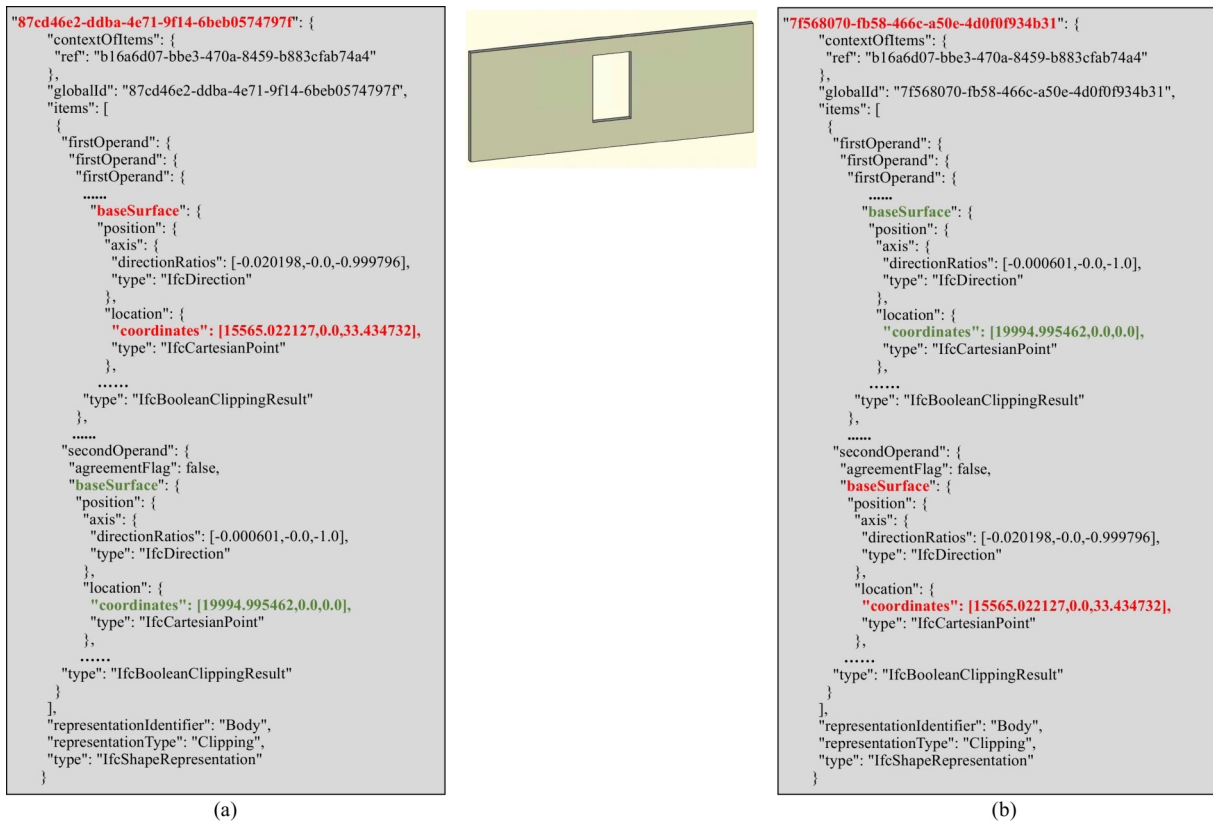 "87cd46e2-ddba-4e71-9f14-6beb0574797f": {
"contextOfItems": {
"ref": "b16a6d07-bbe3-470a-8459-b883cfab74a4"
},
"globalId": "87cd46e2-ddba-4e71-9f14-6beb0574797f",
"items": [
{
"firstOperand": {
"firstOperand": {
"firstOperand": {
......
"baseSurface": {
"position": {
"axis": {
"directionRatios": [-0.020198,-0.0,-0.999796],
"type": "IfcDirection"
},
"location": {
"coordinates": [15565.022127,0.0,33.434732],
"type": "IfcCartesianPoint"
},
......
"type": "IfcBooleanClippingResult"
},
......
"secondOperand": {
"agreementFlag": false,
"baseSurface": {
"position": {
"axis": {
"directionRatios": [-0.000601,-0.0,-1.0],
"type": "IfcDirection"
},
"location": {
"coordinates": [19994.995462,0.0,0.0],
"type": "IfcCartesianPoint"
},
......
"type": "IfcBooleanClippingResult"
}
],
"representationIdentifier": "Body",
"representationType": "Clipping",
"type": "IfcShapeRepresentation"
}
(a)
"7f568070-fb58-466c-a50e-4d0f0f934b31": {
"contextOfItems": {
"ref": "b16a6d07-bbe3-470a-8459-b883cfab74a4"
},
"globalId": "7f568070-fb58-466c-a50e-4d0f0f934b31",
"items": [
{
"firstOperand": {
"firstOperand": {
"firstOperand": {
......
"baseSurface": {
"position": {
"axis": {
"directionRatios": [-0.000601,-0.0,-1.0],
"type": "IfcDirection"
},
"location": {
"coordinates": [19994.995462,0.0,0.0],
"type": "IfcCartesianPoint"
},
......
"type": "IfcBooleanClippingResult"
},
......
"secondOperand": {
"agreementFlag": false,
"baseSurface": {
"position": {
"axis": {
"directionRatios": [-0.020198,-0.0,-0.999796],
"type": "IfcDirection"
},
"location": {
"coordinates": [15565.022127,0.0,33.434732],
"type": "IfcCartesianPoint"
},
......
"type": "IfcBooleanClippingResult"
}
],
"representationIdentifier": "Body",
"representationType": "Clipping",
"type": "IfcShapeRepresentation"
}
(b)